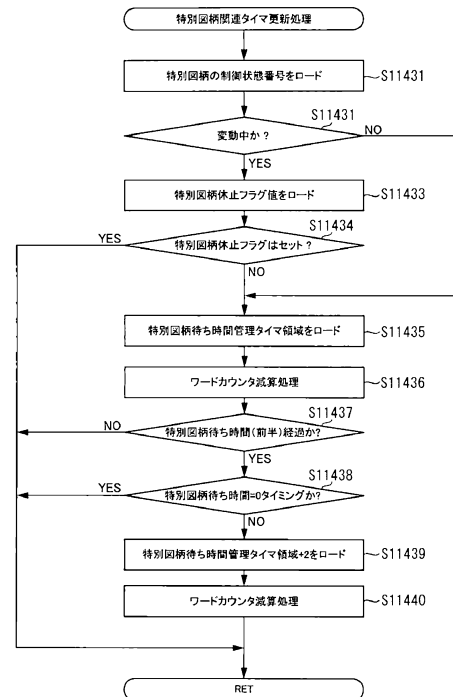 特別図柄関連タイマ更新処理
特別図柄の制御状態番号をロード
S11431
S11431
変動中か?
NO
YES
特別図柄休止フラグ値をロード
S11433
S11434
YES
特別図柄休止フラグはセット?
NO
特別図柄待ち時間管理タイマ領域をロード
S11435
ワードカウンタ減算処理
S11436
S11437
NO
特別図柄待ち時間(前半)経過か?
YES
S11438
YES
特別図柄待ち時間=0タイミングか?
NO
特別図柄待ち時間管理タイマ領域+2をロード
S11439
ワードカウンタ減算処理
S11440
RET